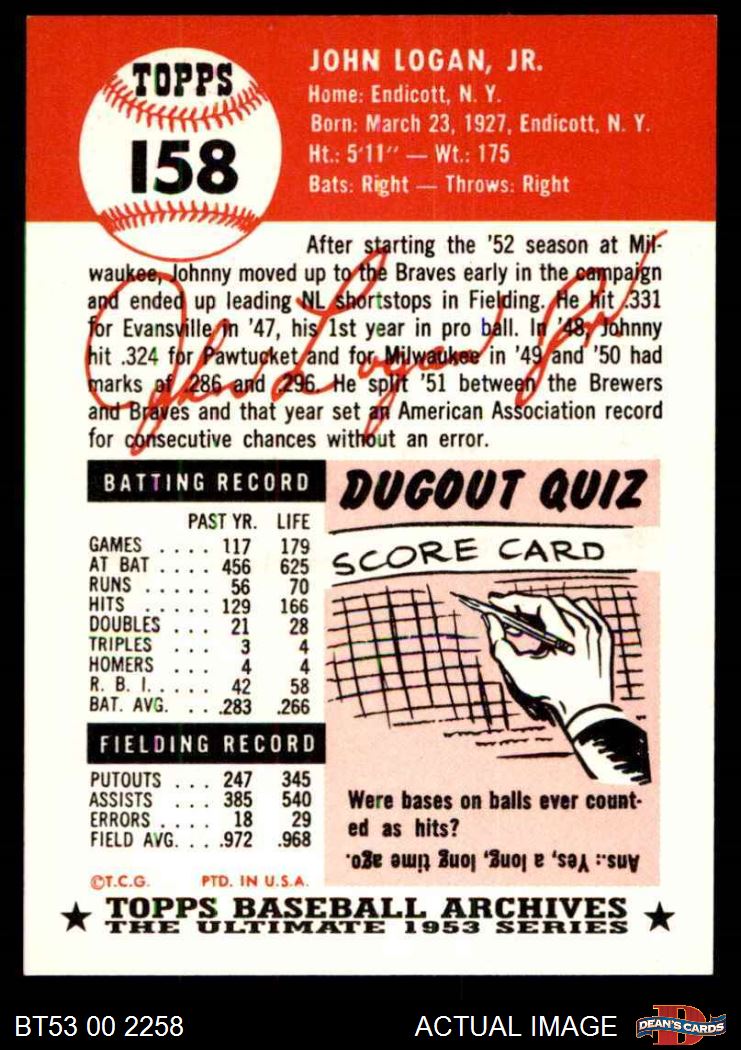 TOPPS
158
JOHN LOGAN, JR.
Home: Endicott, N. Y.
Born: March 23, 1927, Endicott, N. Y.
Ht.: 5'11" — Wt.: 175
Bats: Right — Throws: Right
After starting the '52 season at Mil-
waukee, Johnny moved up to the Braves early in the campaign
and ended up leading NL shortstops in Fielding. He hit .331
for Evansville in '47, his 1st year in pro ball. In '48, Johnny
hit .324 for Pawtucket and for Milwaukee in '49 and '50 had
marks of .286 and .296. He split '51 between the Brewers
and Braves and that year set an American Association record
for consecutive chances without an error.
John Logan Jr.
BATTING RECORD
PAST YR. LIFE
GAMES .... 117 179
AT BAT .... 456 625
RUNS ..... 56 70
HITS ..... 129 166
DOUBLES ... 21 28
TRIPLES ... 3 4
HOMERS ... 4 4
R. B. I. .... 42 58
BAT. AVG. ...283 .266
FIELDING RECORD
PUTOUTS ... 247 345
ASSISTS ... 385 540
ERRORS .... 18 29
FIELD AVG. ...972 .968
DUGOUT QUIZ
SCORE CARD
Were bases on balls ever count-
ed as hits?
Ans.: Yes, a long, long time ago.
©T.C.G. PTD. IN U.S.A.
★ TOPPS BASEBALL ARCHIVES ★
THE ULTIMATE 1953 SERIES
BT53 00 2258
ACTUAL IMAGE
DEAN'S CARDS